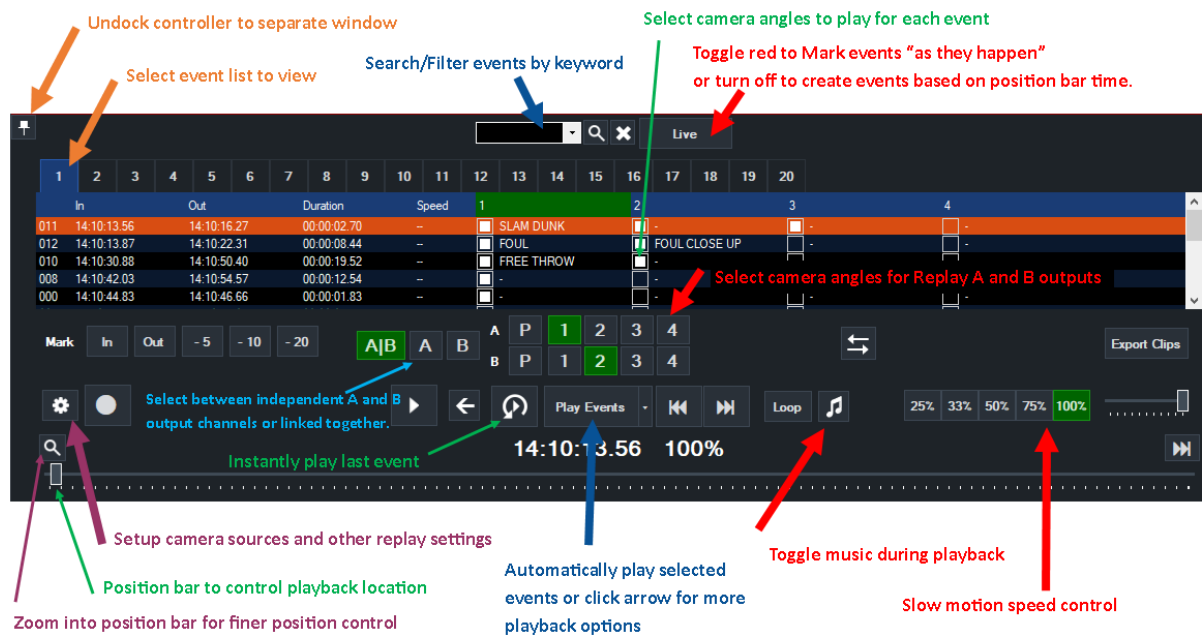 Undock controller to separate window
Select camera angles to play for each event
Select event list to view
Search/Filter events by keyword
Toggle red to Mark events “as they happen”
or turn off to create events based on position bar time.
Live
1 2 3 4 5 6 7 8 9 10 11 12 13 14 15 16 17 18 19 20
In Out Duration Speed 1 2 3 4
011 14:10:13.56 14:10:16.27 00:00:02.70 -- SLAM DUNK - - -
012 14:10:13.87 14:10:22.31 00:00:08.44 -- FOUL FOUL CLOSE UP - -
010 14:10:30.88 14:10:50.40 00:00:19.52 -- FREE THROW -
008 14:10:42.03 14:10:54.57 00:00:12.54 -- - -
Select camera angles for Replay A and B outputs
000 14:10:44.83 14:10:46.66 00:00:01.83 -- - - - -
Mark In Out - 5 - 10 - 20 A|B A B
A P 1 2 3 4
B P 1 2 3 4
Export Clips
Select between independent A and B
output channels or linked together.
Play Events Loop 25% 33% 50% 75% 100%
14:10:13.56 100%
Instantly play last event
Setup camera sources and other replay settings
Toggle music during playback
Position bar to control playback location
Automatically play selected
events or click arrow for more
playback options
Slow motion speed control
Zoom into position bar for finer position control